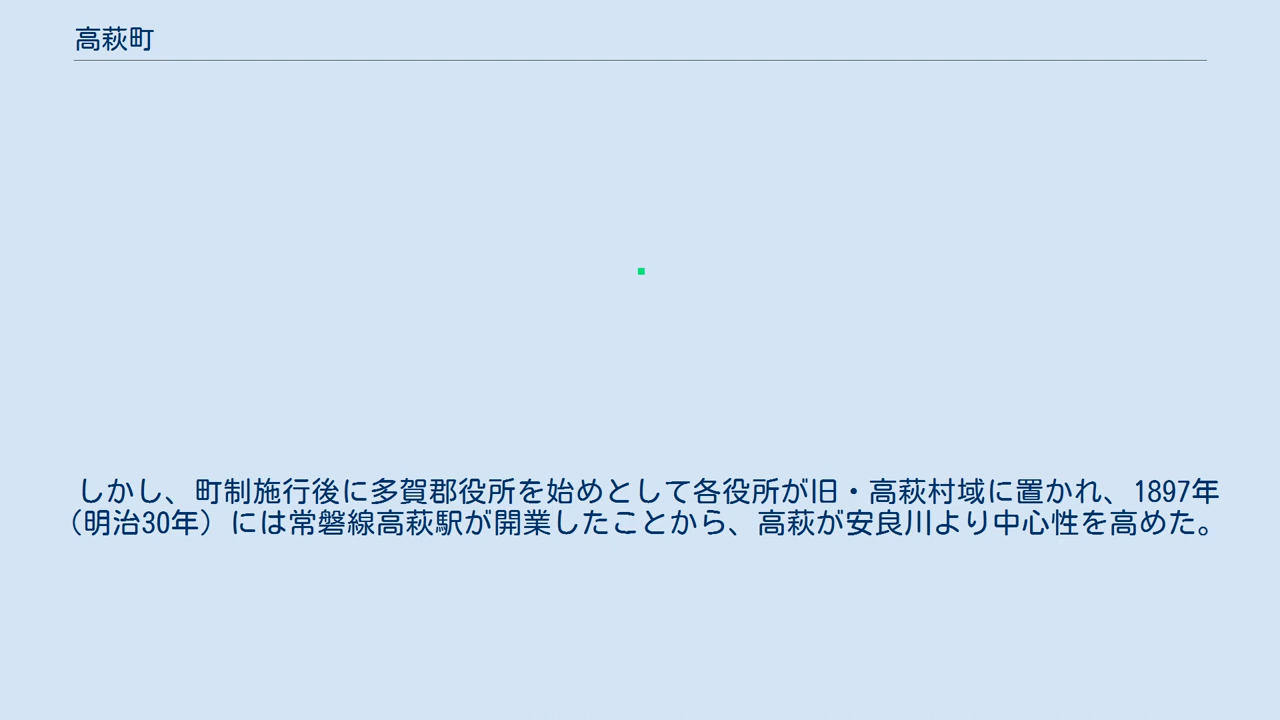 高萩町
しかし、町制施行後に多賀郡役所を始めとして各役所が旧・高萩村域に置かれ、1897年
(明治30年）には常磐線高萩駅が開業したことから、高萩が安良川より中心性を高めた。